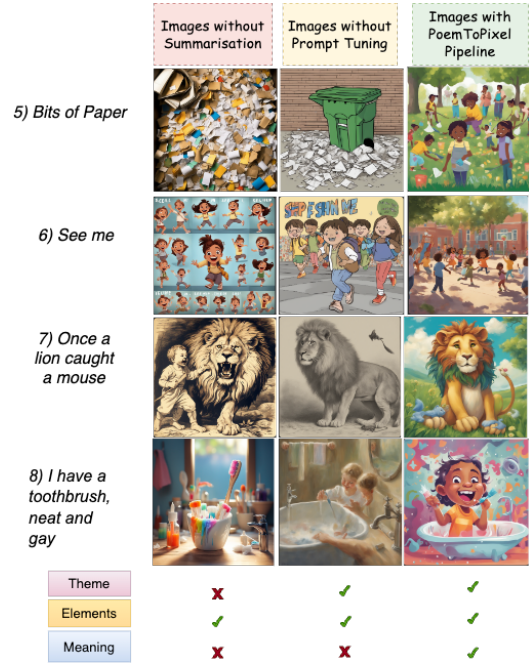 Images without
Summarisation
Images without
Prompt Tuning
Images with
PoemToPixel
Pipeline
5) Bits of Paper
6) See me
7) Once a
lion caught
a mouse
8) I have a
toothbrush,
neat and
gay
Theme
Elements
Meaning